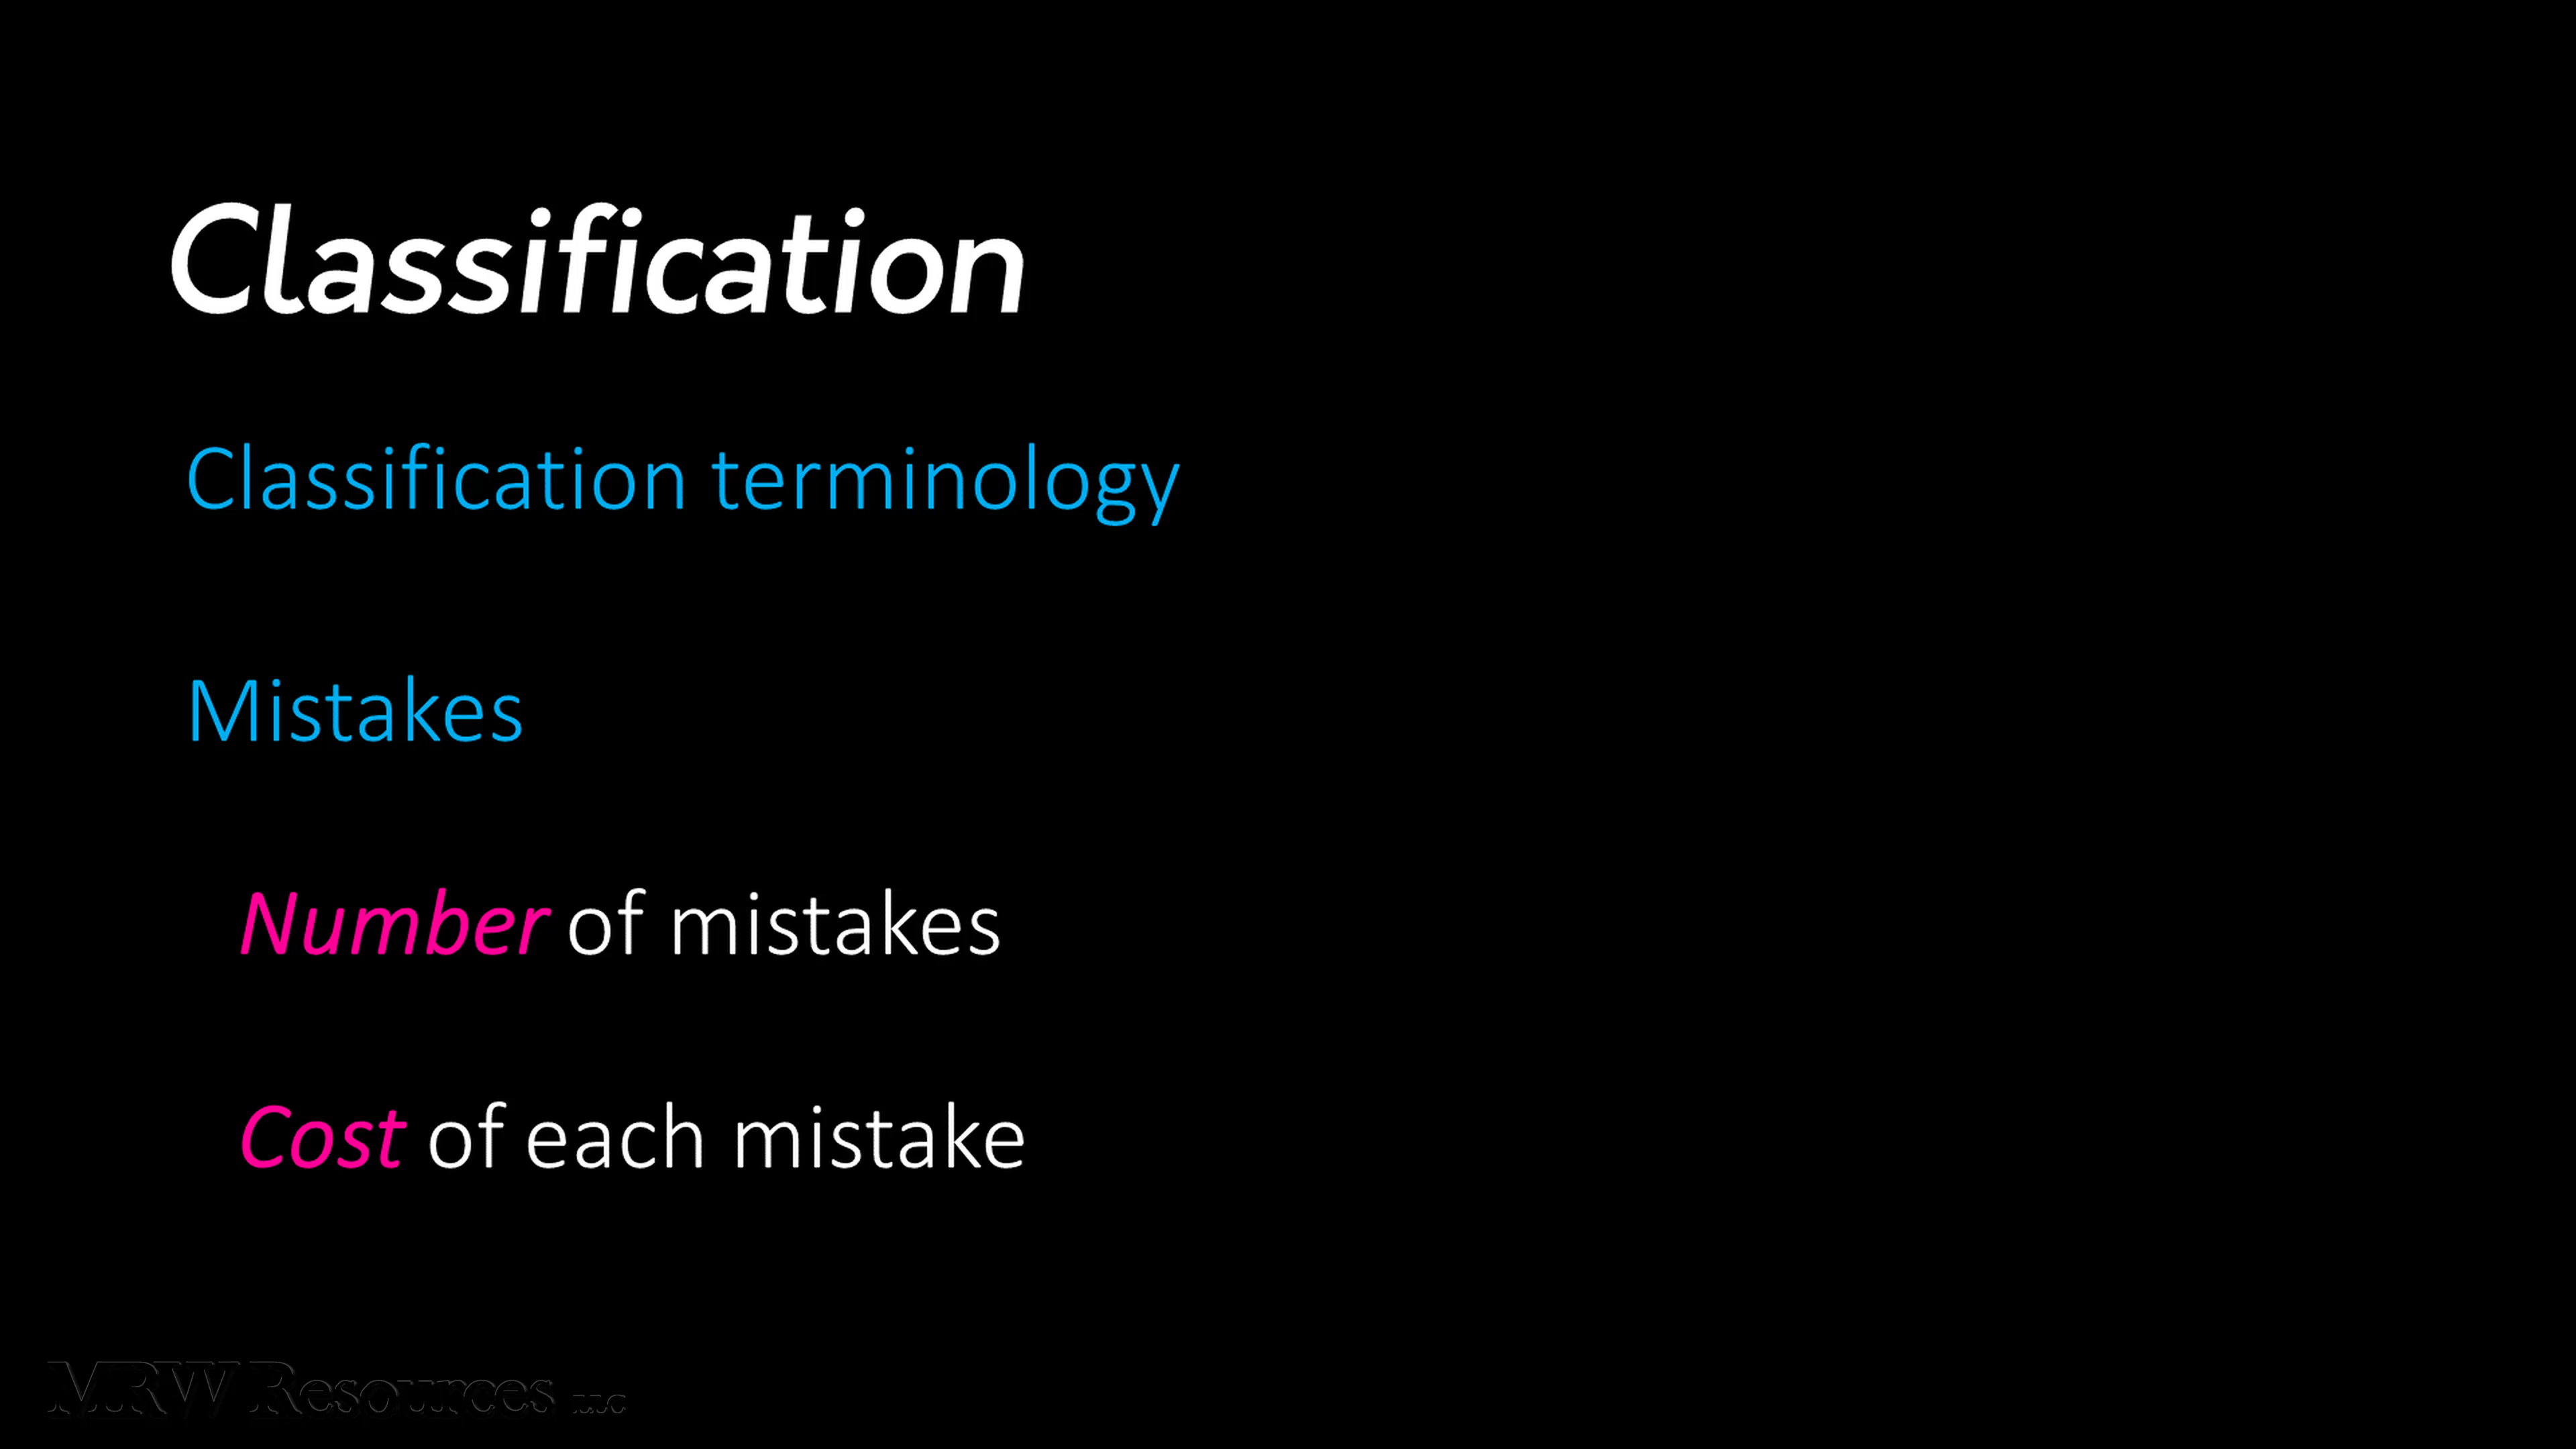 Classification
Classification terminology
Mistakes
Number of mistakes
Cost of each mistake
MRW Resources LLC